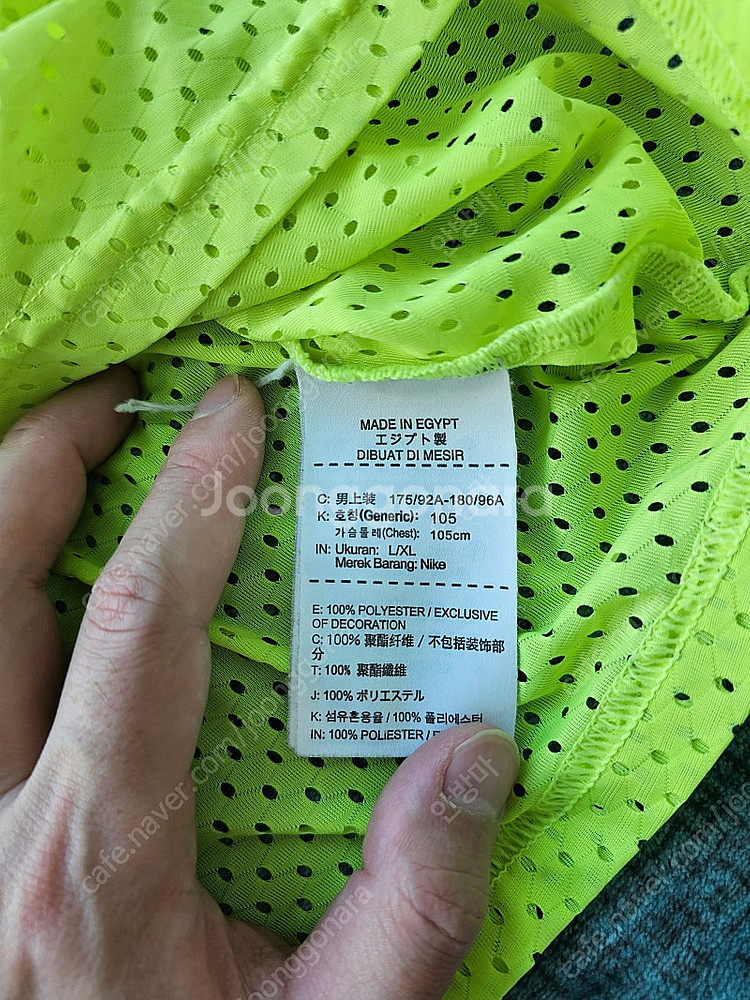 MADE IN EGYPT
エジプト製
DIBUAT DI MESIR
C: 男上裝 175/92A-180/96A
K: 호칭(Generic): 105
가슴둘레(Chest): 105cm
IN: Ukuran: L/XL
Merek Barang: Nike
E: 100% POLYESTER / EXCLUSIVE
OF DECORATION
C: 100% 聚酯纤维 / 不包括装饰部
分
T: 100% 聚酯纖維
J: 100% ポリエステル
K: 섬유혼용율 / 100% 폴리에스터
IN: 100% POLIESTER /
Joonggonara
cafe.naver.com/joonggonara